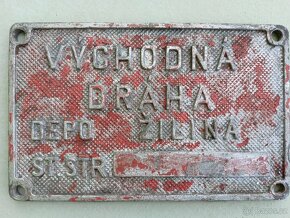 VÝCHODNÁ
DRÁHA
DEPO ŽILINA
ST. STR.